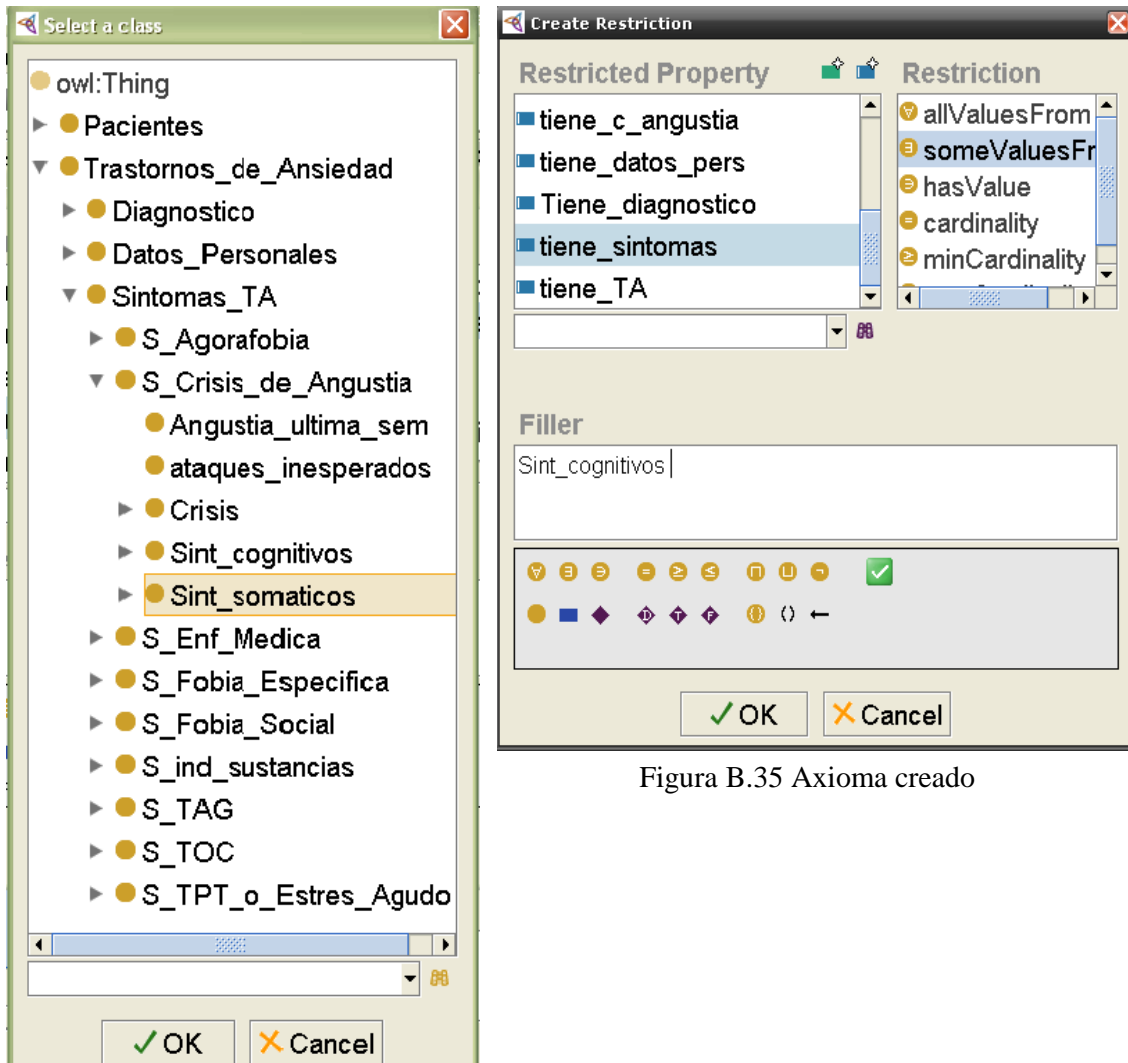 Select a class
owl:Thing
Pacientes
Trastornos_de_Ansiedad
Diagnostico
Datos_Personales
Sintomas_TA
S_Agorafobia
S_Crisis_de_Angustia
Angustia_ultima_sem
ataques_inesperados
Crisis
Sint_cognitivos
Sint_somaticos
S_Enf_Medica
S_Fobia_Especifica
S_Fobia_Social
S_ind_sustancias
S_TAG
S_TOC
S_TPT_o_Estres_Agudo
OK Cancel
Create Restriction
Restricted Property
tiene_c_angustia
tiene_datos_pers
Tiene_diagnostico
tiene_sintomas
tiene_TA
Restriction
allValuesFrom
someValuesFr
hasValue
cardinality
minCardinality
Filler
Sint_cognitivos
OK Cancel
Figura B.35 Axioma creado